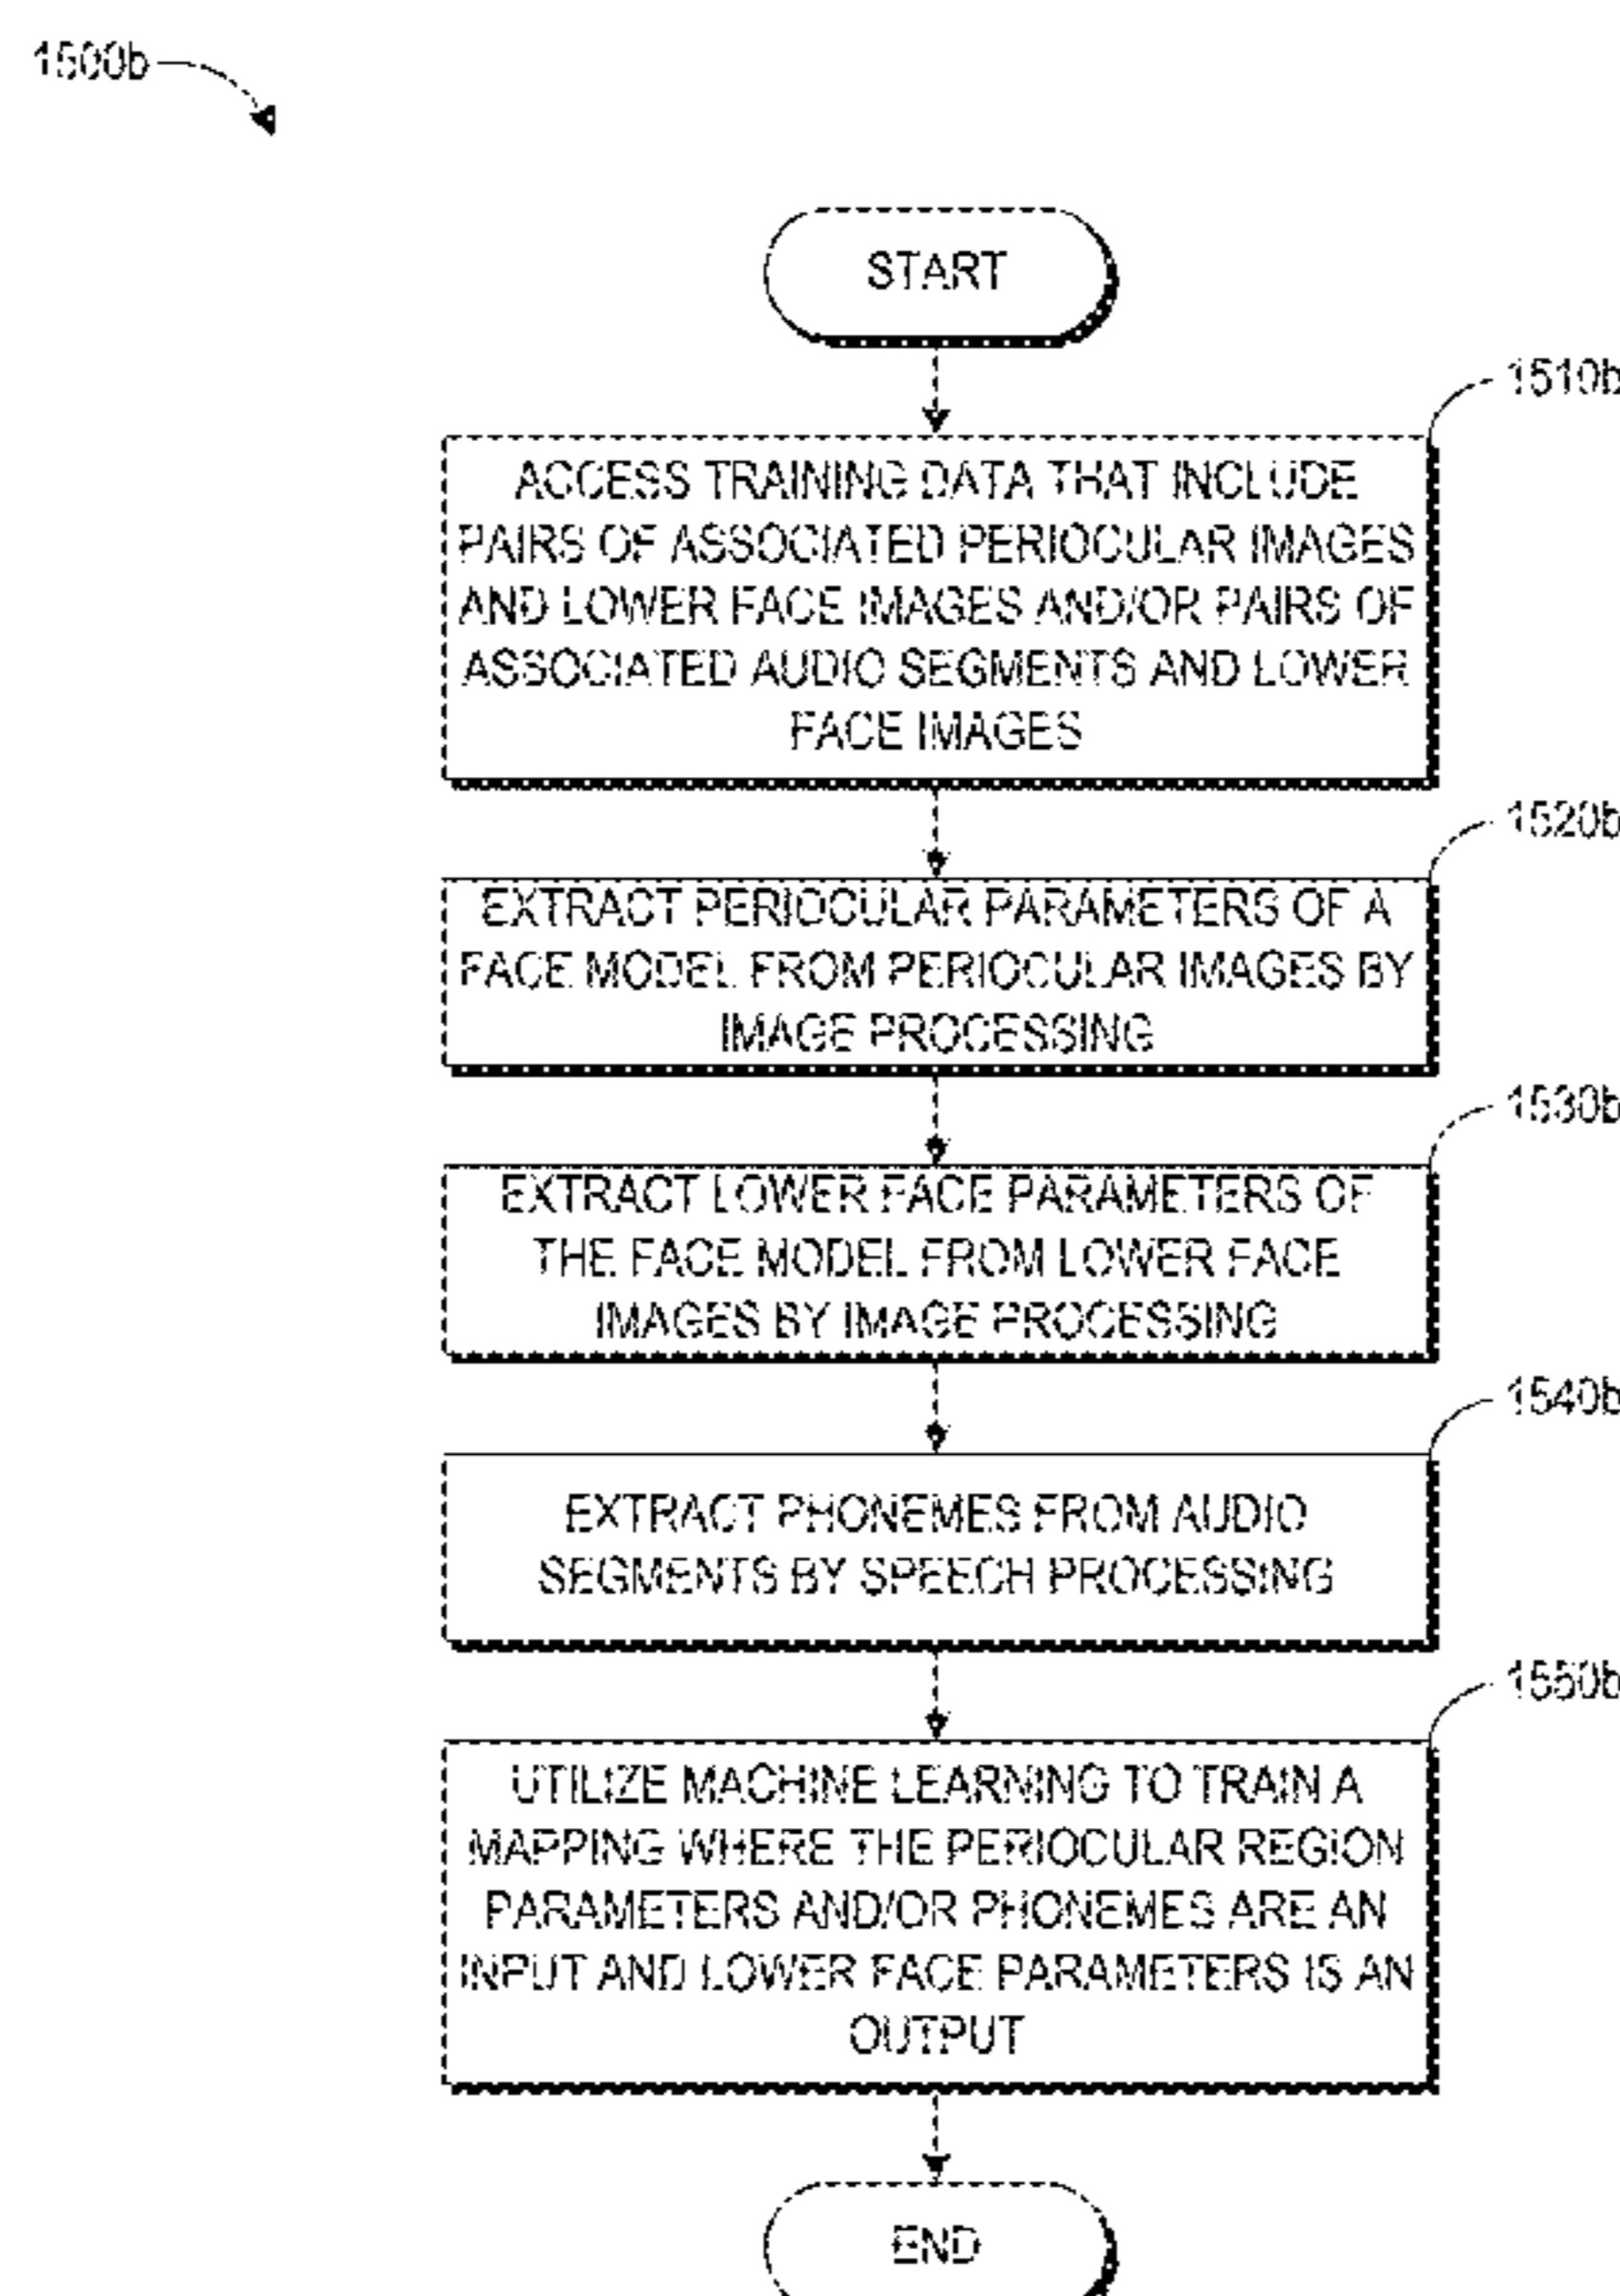 1500b
START
1510b
ACCESS TRAINING DATA THAT INCLUDE
PAIRS OF ASSOCIATED PERIOCULAR IMAGES
AND LOWER FACE IMAGES AND/OR PAIRS OF
ASSOCIATED AUDIO SEGMENTS AND LOWER
FACE IMAGES
1520b
EXTRACT PERIOCULAR PARAMETERS OF A
FACE MODEL FROM PERIOCULAR IMAGES BY
IMAGE PROCESSING
1530b
EXTRACT LOWER FACE PARAMETERS OF
THE FACE MODEL FROM LOWER FACE
IMAGES BY IMAGE PROCESSING
1540b
EXTRACT PHONEMES FROM AUDIO
SEGMENTS BY SPEECH PROCESSING
1550b
UTILIZE MACHINE LEARNING TO TRAIN A
MAPPING WHERE THE PERIOCULAR REGION
PARAMETERS AND/OR PHONEMES ARE AN
INPUT AND LOWER FACE PARAMETERS IS AN
OUTPUT
END